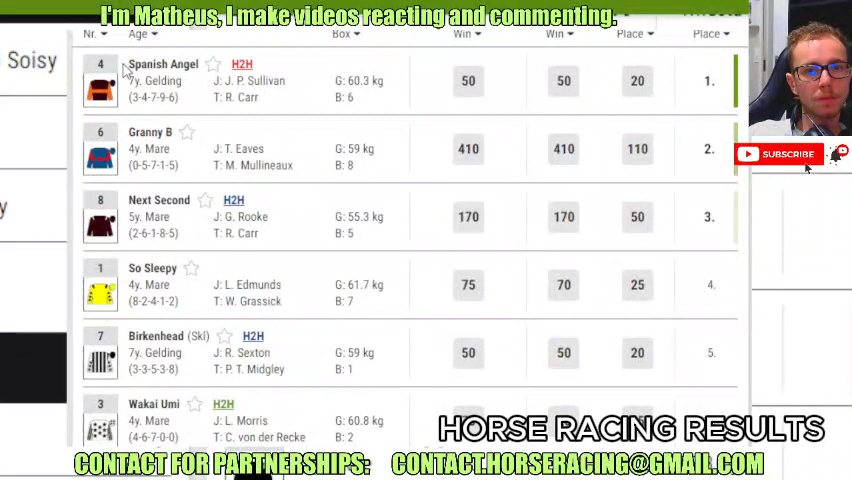 I'm Matheus, I make videos reacting and commenting.
Nr. Age Box Win Win Place Place
Soisy
4 Spanish Angel H2H
7y. Gelding J: J. P. Sullivan G: 60.3 kg 50 50 20 1.
(3-4-7-9-6) T: R. Carr B: 6
6 Granny B
4y. Mare J: T. Eaves G: 59 kg 410 410 110 2.
(0-5-7-1-5) T: M. Mullineaux B: 8
SUBSCRIBE
8 Next Second H2H
5y. Mare J: G. Rooke G: 55.3 kg 170 170 50 3.
(2-6-1-8-5) T: R. Carr B: 5
1 So Sleepy
4y. Mare J: L. Edmunds G: 61.7 kg 75 70 25 4.
(8-2-4-1-2) T: W. Grassick B: 7
7 Birkenhead (Skl) H2H
7y. Gelding J: R. Sexton G: 59 kg 50 50 20 5.
(3-3-5-3-8) T: P. T. Midgley B: 1
3 Wakai Umi H2H
4y. Mare J: L. Morris G: 60.8 kg
(4-6-7-0-0) T: C. von der Recke B: 2
HORSE RACING RESULTS
CONTACT FOR PARTNERSHIPS: CONTACT.HORSERACING@GMAIL.COM